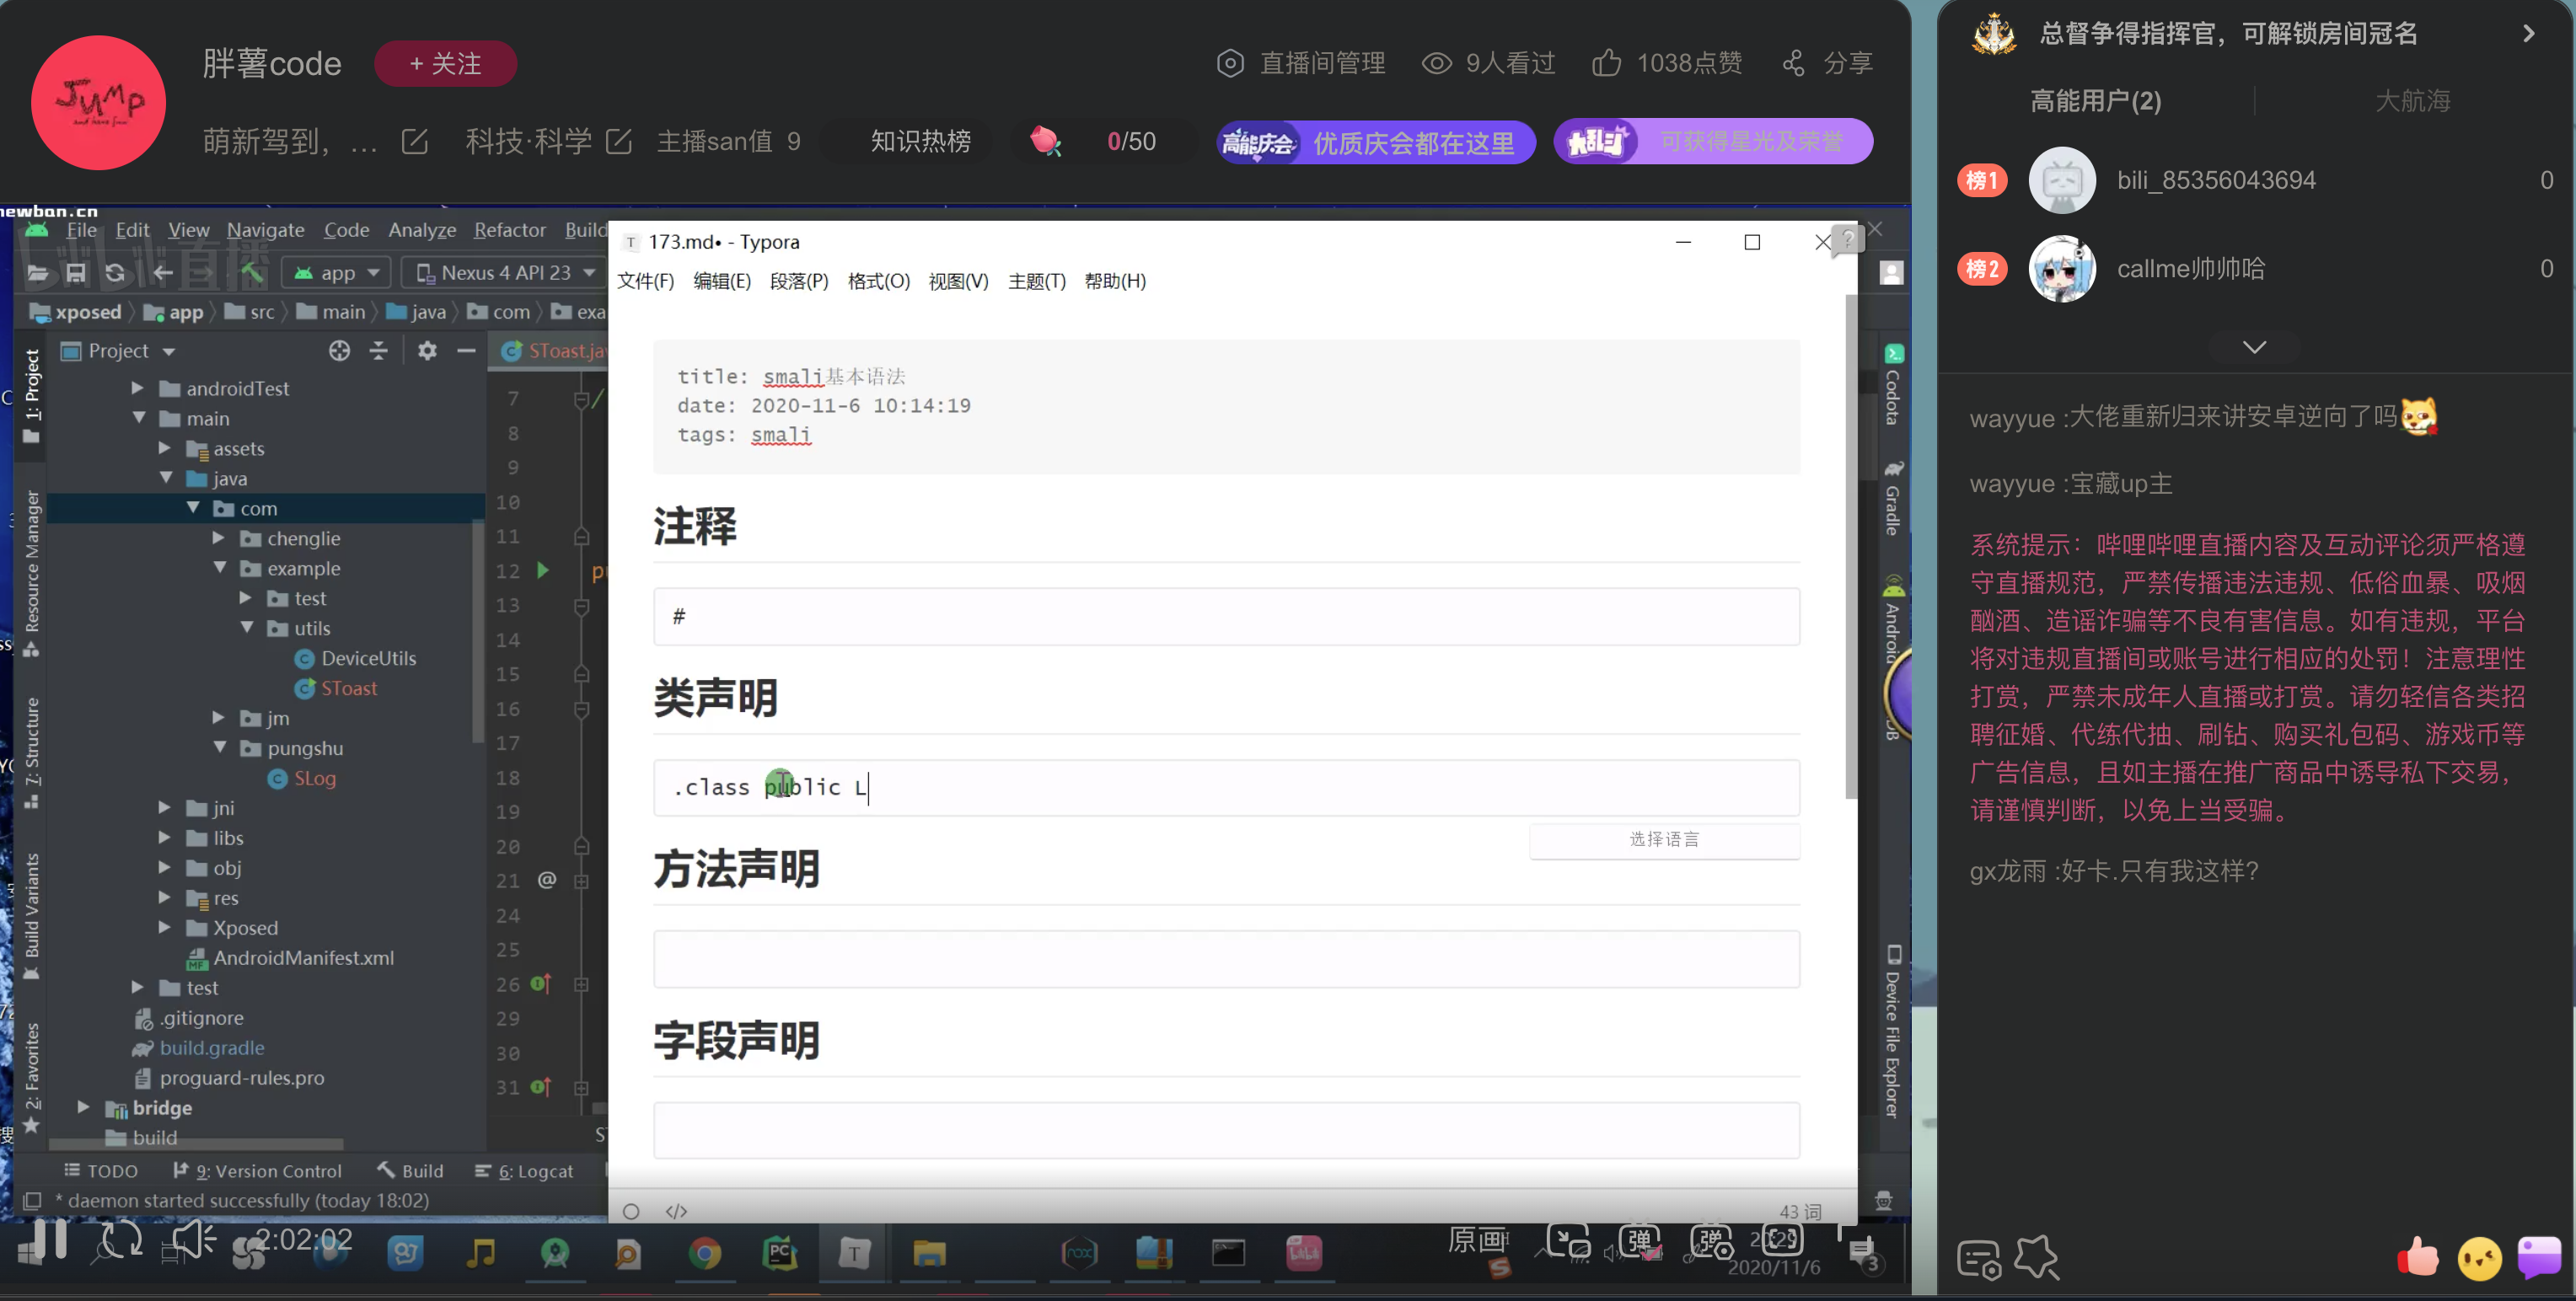 JUMP
胖薯code
+ 关注
直播间管理
9人看过
1038点赞
分享
萌新驾到，...
科技·科学
主播san值 9
知识热榜
0/50
高能庆会
优质庆会都在这里
大乱斗
可获得星光及荣誉
newban.cn
bilibili直播
File Edit View Navigate Code Analyze Refactor Build
app
Nexus 4 API 23
xposed
app
src
main
java
com
exa
Project
SToast.jav
androidTest
main
assets
java
com
chenglie
example
test
utils
DeviceUtils
SToast
jm
pungshu
SLog
jni
libs
obj
res
Xposed
AndroidManifest.xml
test
.gitignore
build.gradle
proguard-rules.pro
bridge
build
1: Project
Resource Manager
7: Structure
Build Variants
2: Favorites
7
8
9
10
11
12
13
14
15
16
17
18
19
20
21 @
24
25
26
29
30
31
TODO
9: Version Control
Build
6: Logcat
* daemon started successfully (today 18:02)
173.md• - Typora
文件(F) 编辑(E) 段落(P) 格式(O) 视图(V) 主题(T) 帮助(H)
title: smali基本语法
date: 2020-11-6 10:14:19
tags: smali
注释
#
类声明
.class public L
选择语言
方法声明
字段声明
</>
43 词
Codota
Gradle
Android
DB
Device File Explorer
2:02:02
原画
弹
弹
2020/11/6
3
总督争得指挥官，可解锁房间冠名
高能用户(2)
大航海
榜1
bili_85356043694
0
榜2
callme帅帅哈
0
wayyue :大佬重新归来讲安卓逆向了吗
wayyue :宝藏up主
系统提示：哔哩哔哩直播内容及互动评论须严格遵
守直播规范，严禁传播违法违规、低俗血暴、吸烟
酗酒、造谣诈骗等不良有害信息。如有违规，平台
将对违规直播间或账号进行相应的处罚！注意理性
打赏，严禁未成年人直播或打赏。请勿轻信各类招
聘征婚、代练代抽、刷钻、购买礼包码、游戏币等
广告信息，且如主播在推广商品中诱导私下交易，
请谨慎判断，以免上当受骗。
gx龙雨 :好卡.只有我这样?